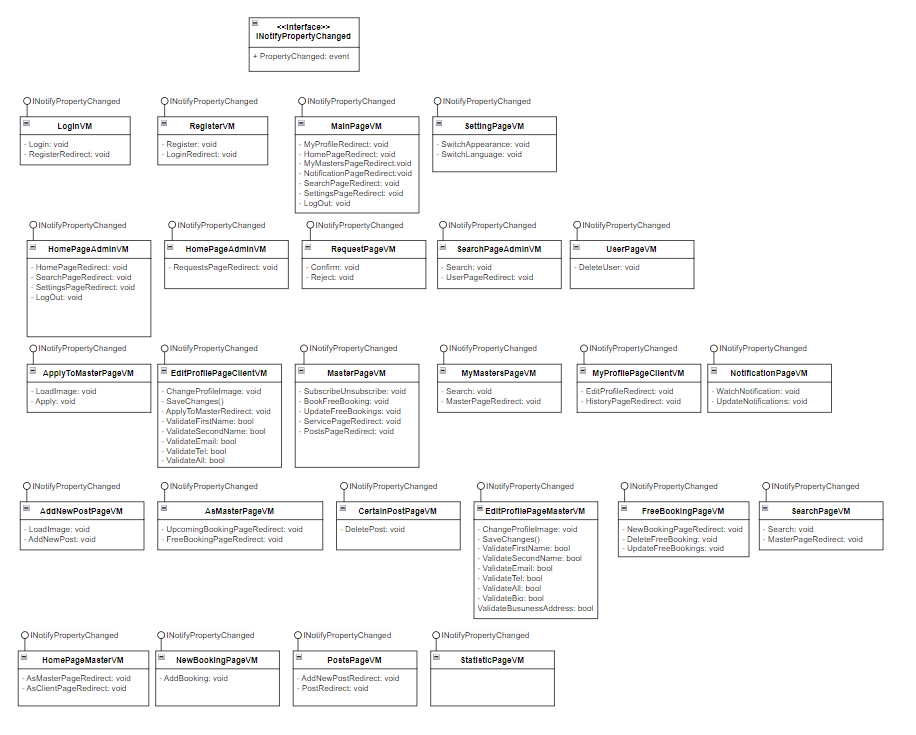 <<Interface>>
INotifyPropertyChanged
+ PropertyChanged: event
INotifyPropertyChanged
LoginVM
- Login: void
- RegisterRedirect: void
INotifyPropertyChanged
RegisterVM
- Register: void
- LoginRedirect: void
INotifyPropertyChanged
MainPageVM
- MyProfileRedirect: void
- HomePageRedirect: void
- MyMastersPageRedirect:void
- NotificationPageRedirect:void
- SearchPageRedirect: void
- SettingsPageRedirect: void
- LogOut: void
INotifyPropertyChanged
SettingPageVM
- SwitchAppearance: void
- SwitchLanguage: void
INotifyPropertyChanged
HomePageAdminVM
- HomePageRedirect: void
- SearchPageRedirect: void
- SettingsPageRedirect: void
- LogOut: void
INotifyPropertyChanged
HomePageAdminVM
- RequestsPageRedirect: void
INotifyPropertyChanged
RequestPageVM
- Confirm: void
- Reject: void
INotifyPropertyChanged
SearchPageAdminVM
- Search: void
- UserPageRedirect: void
INotifyPropertyChanged
UserPageVM
- DeleteUser: void
INotifyPropertyChanged
ApplyToMasterPageVM
- LoadImage: void
- Apply: void
INotifyPropertyChanged
EditProfilePageClientVM
- ChangeProfileImage: void
- SaveChanges()
- ApplyToMasterRedirect: void
- ValidateFirstName: bool
- ValidateSecondName: bool
- ValidateEmail: bool
- ValidateTel: bool
- ValidateAll: bool
INotifyPropertyChanged
MasterPageVM
- SubscribeUnsubscribe: void
- BookFreeBooking: void
- UpdateFreeBookings: void
- ServicePageRedirect: void
- PostsPageRedirect: void
INotifyPropertyChanged
MyMastersPageVM
- Search: void
- MasterPageRedirect: void
INotifyPropertyChanged
MyProfilePageClientVM
- EditProfileRedirect: void
- HistoryPageRedirect: void
INotifyPropertyChanged
NotificationPageVM
- WatchNotification: void
- UpdateNotifications: void
INotifyPropertyChanged
AddNewPostPageVM
- LoadImage: void
- AddNewPost: void
INotifyPropertyChanged
AsMasterPageVM
- UpcomingBookingPageRedirect: void
- FreeBookingPageRedirect: void
INotifyPropertyChanged
CertainPostPageVM
- DeletePost: void
INotifyPropertyChanged
EditProfilePageMasterVM
- ChangeProfileImage: void
- SaveChanges()
- ValidateFirstName: bool
- ValidateSecondName: bool
- ValidateEmail: bool
- ValidateTel: bool
- ValidateAll: bool
- ValidateBio: bool
ValidateBusunessAddress: bool
INotifyPropertyChanged
FreeBookingPageVM
- NewBookingPageRedirect: void
- DeleteFreeBooking: void
- UpdateFreeBookings: void
INotifyPropertyChanged
SearchPageVM
- Search: void
- MasterPageRedirect: void
INotifyPropertyChanged
HomePageMasterVM
- AsMasterPageRedirect: void
- AsClientPageRedirect: void
INotifyPropertyChanged
NewBookingPageVM
- AddBooking: void
INotifyPropertyChanged
PostsPageVM
- AddNewPostRedirect: void
- PostRedirect: void
INotifyPropertyChanged
StatisticPageVM